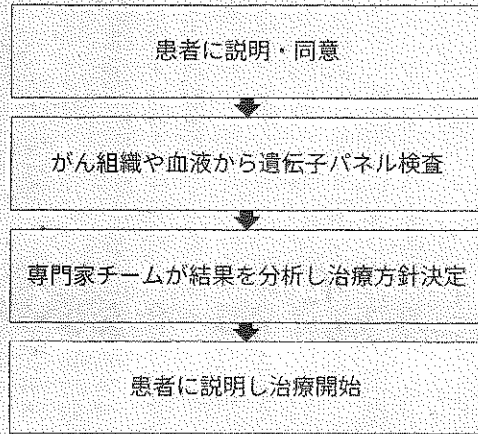 患者に説明・同意
がん組織や血液から遺伝子パネル検査
専門家チームが結果を分析し治療方針決定
患者に説明し治療開始